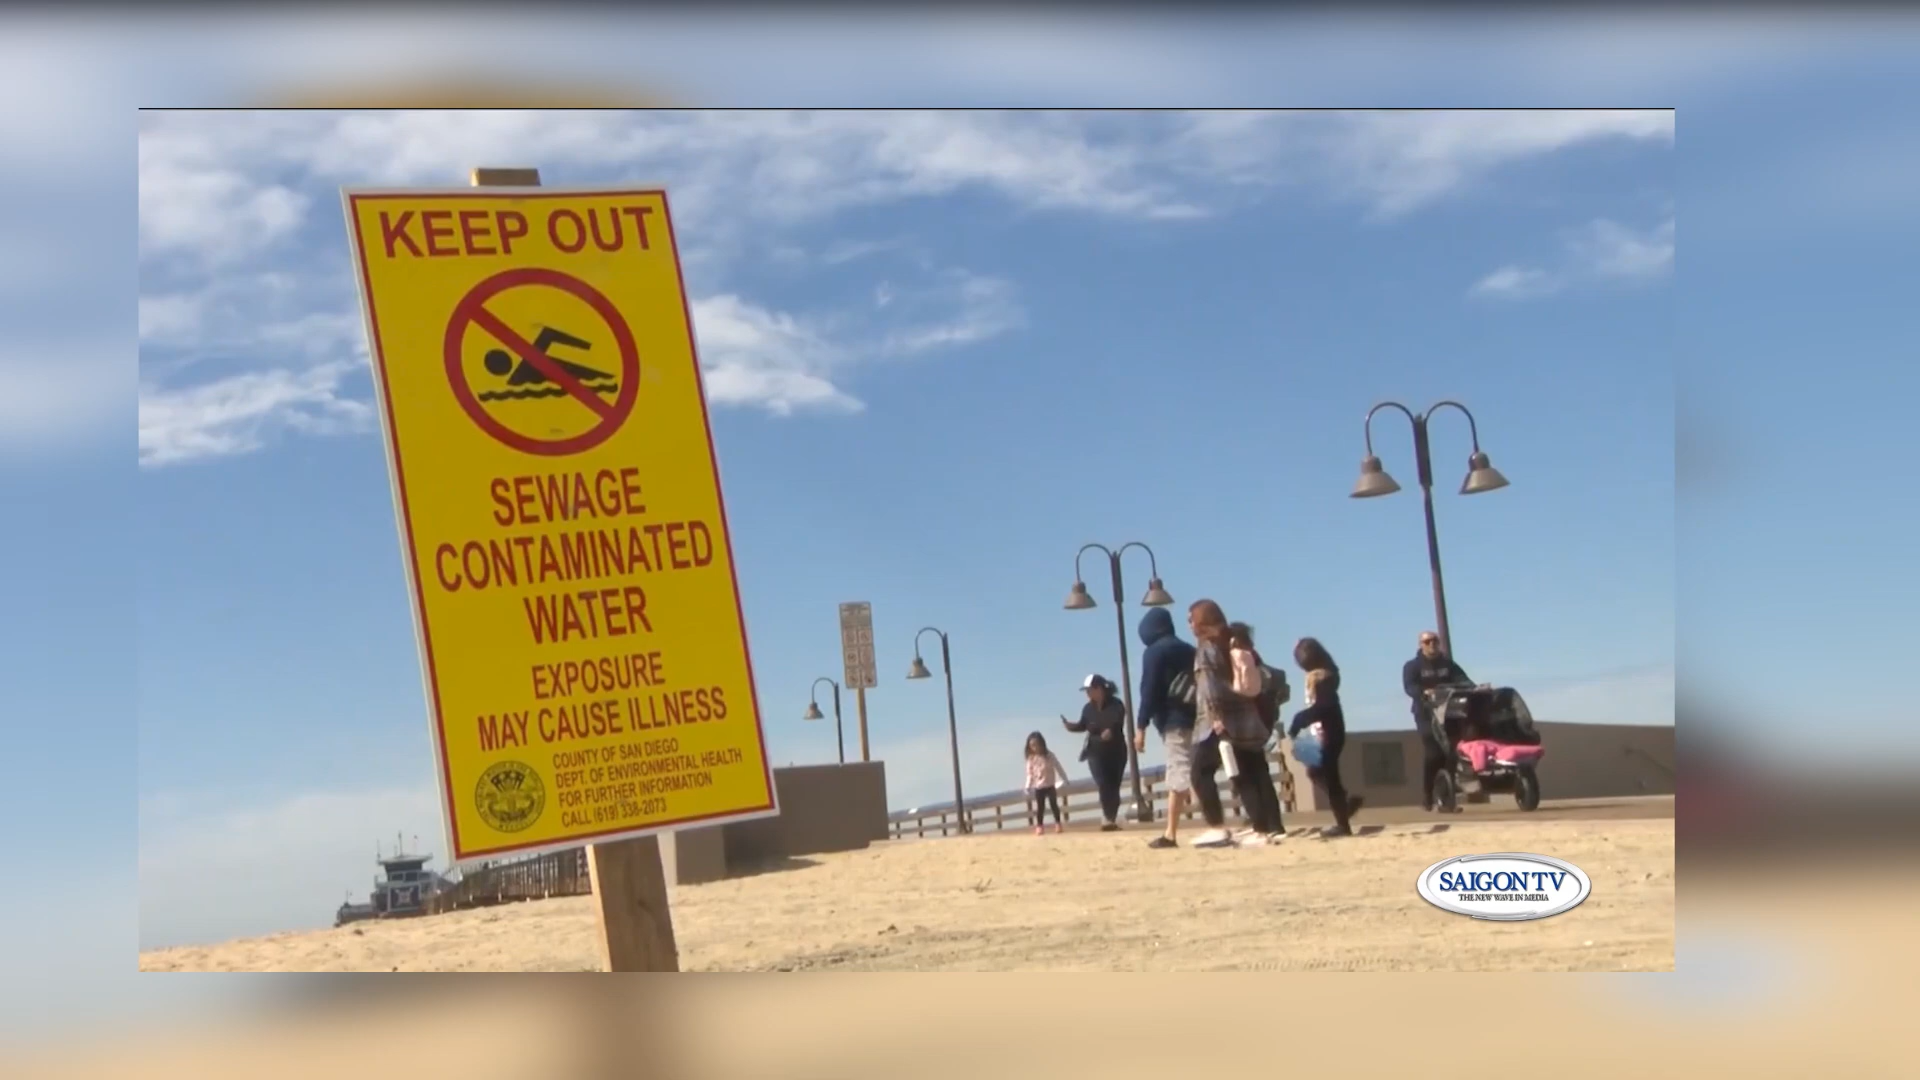 KEEP OUT
SEWAGE
CONTAMINATED
WATER
EXPOSURE
MAY CAUSE ILLNESS
COUNTY OF SAN DIEGO
DEPT. OF ENVIRONMENTAL HEALTH
FOR FURTHER INFORMATION
CALL (619) 338-2073
SAIGON TV
THE NEW WAVE IN MEDIA